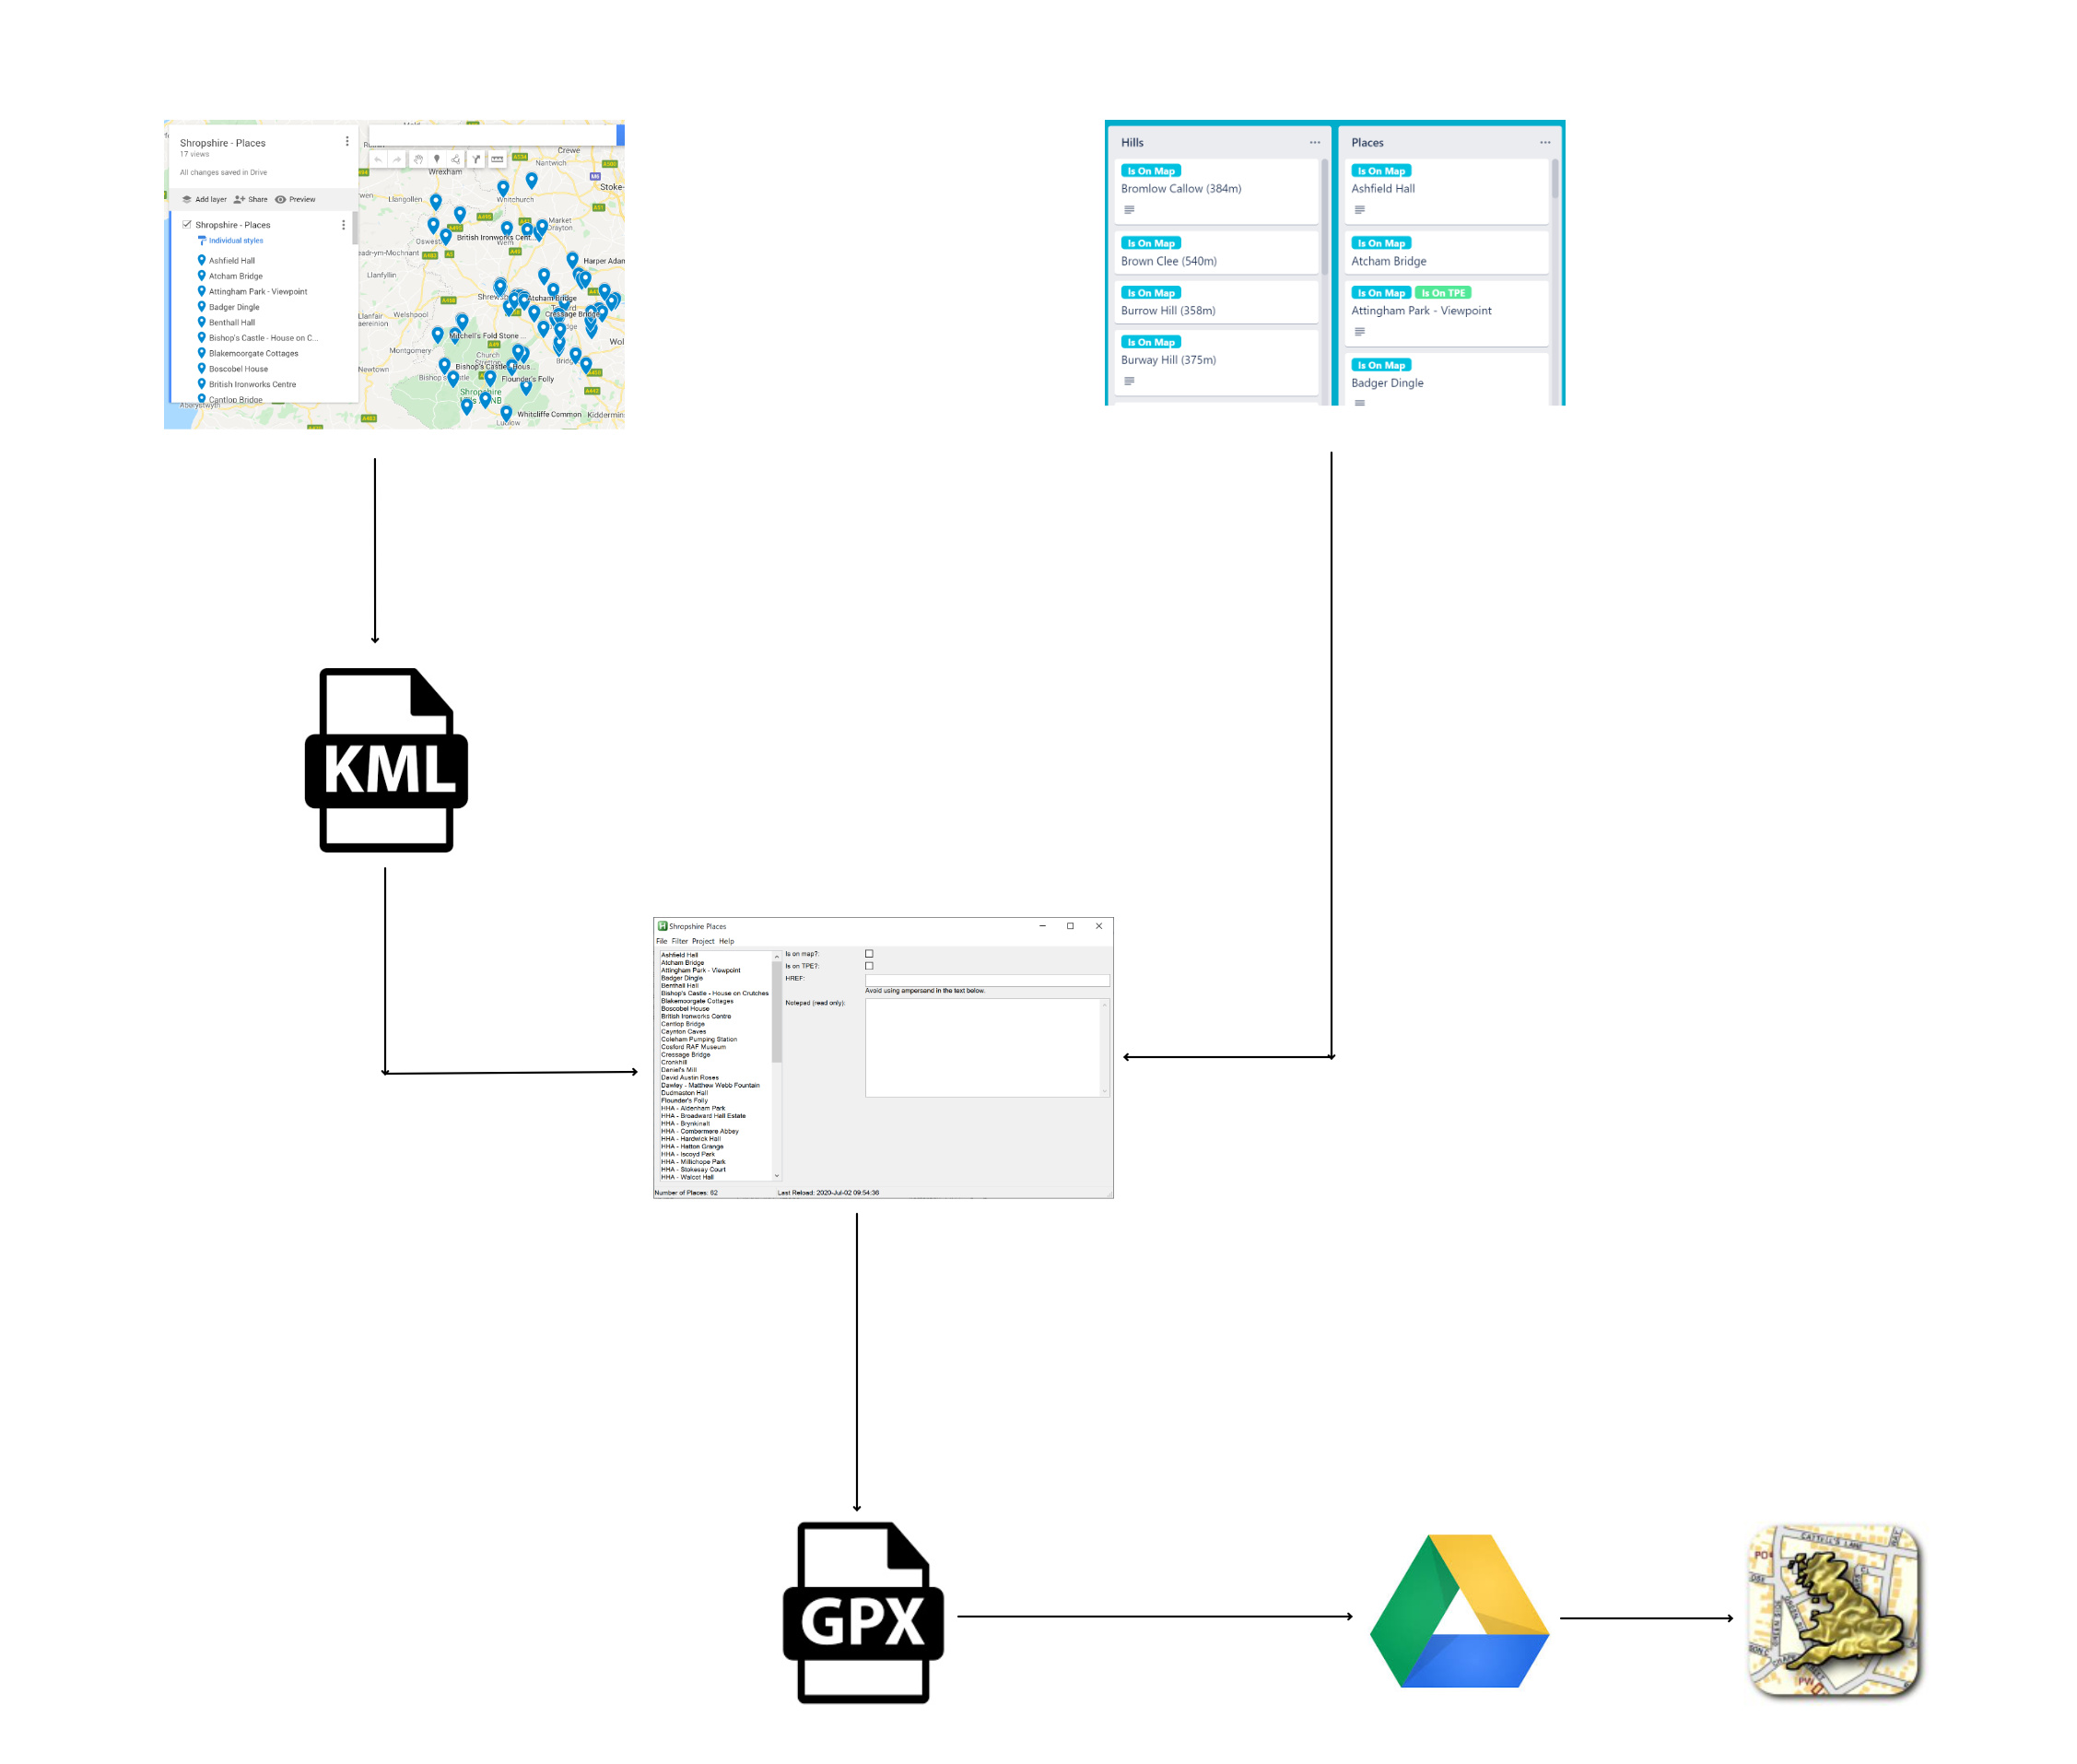 Shropshire - Places
17 views
All changes saved in Drive
Add layer Share Preview
Shropshire - Places
Individual styles
Ashfield Hall
Atcham Bridge
Attingham Park - Viewpoint
Badger Dingle
Benthall Hall
Bishop's Castle - House on C...
Blakemoorgate Cottages
Boscobel House
British Ironworks Centre
Cantlop Bridge
Aberystwyth
Crewe
Nantwich
Wrexham
Stoke-
Llangollen
Whitchurch
Market
Drayton
British Ironworks Cent...
Wem
Oswest
Harper Adam
Llanfyllin
Shrews
Atcham Bridge
Cressage Bridge
Llanfair
Caereinion
Welshpool
Mitchell's Fold Stone ...
Wol
Montgomery
Church
Stretton
Newtown
Bishop's Castle - Hous...
Flounder's Folly
Shropshire
Whitcliffe Common
Kiddermin
Ludlow
Hills
Is On Map
Bromlow Callow (384m)
Is On Map
Brown Clee (540m)
Is On Map
Burrow Hill (358m)
Is On Map
Burway Hill (375m)
Places
Is On Map
Ashfield Hall
Is On Map
Atcham Bridge
Is On Map Is On TPE
Attingham Park - Viewpoint
Is On Map
Badger Dingle
KML
Shropshire Places
File Filter Project Help
Ashfield Hall
Atcham Bridge
Attingham Park - Viewpoint
Badger Dingle
Benthall Hall
Bishop's Castle - House on Crutches
Blakemoorgate Cottages
Boscobel House
British Ironworks Centre
Cantlop Bridge
Caynton Caves
Coleham Pumping Station
Cosford RAF Museum
Cressage Bridge
Cronkhill
Daniel's Mill
David Austin Roses
Dawley - Matthew Webb Fountain
Dudmaston Hall
Flounder's Folly
HHA - Aldenham Park
HHA - Broadward Hall Estate
HHA - Brynkinalt
HHA - Combermere Abbey
HHA - Hardwick Hall
HHA - Hatton Grange
HHA - Iscoyd Park
HHA - Millichope Park
HHA - Stokesay Court
HHA - Walcot Hall
Is on map?:
Is on TPE?:
HREF:
Avoid using ampersand in the text below.
Notepad (read only):
Number of Places: 62
Last Reload: 2020-Jul-02 09:54:36
GPX
CATTELL'S LANE
WAY
PO
PW